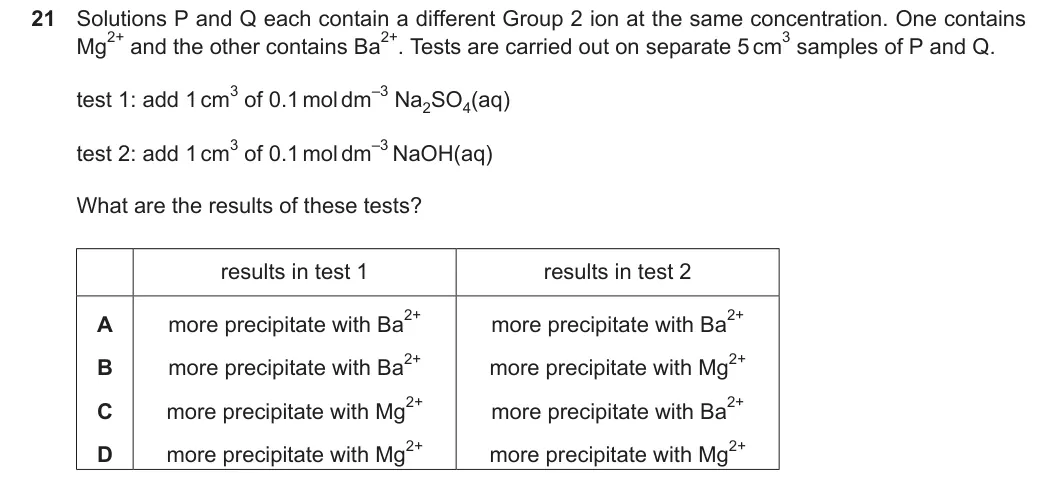 21 Solutions P and Q each contain a different Group 2 ion at the same concentration. One contains
Mg²⁺ and the other contains Ba²⁺. Tests are carried out on separate 5 cm³ samples of P and Q.
test 1: add 1 cm³ of 0.1 mol dm⁻³ Na₂SO₄(aq)
test 2: add 1 cm³ of 0.1 mol dm⁻³ NaOH(aq)
What are the results of these tests?
results in test 1 results in test 2
A more precipitate with Ba²⁺ more precipitate with Ba²⁺
B more precipitate with Ba²⁺ more precipitate with Mg²⁺
C more precipitate with Mg²⁺ more precipitate with Ba²⁺
D more precipitate with Mg²⁺ more precipitate with Mg²⁺